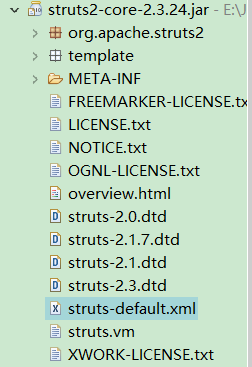 struts2-core-2.3.24.jar - E:\J
org.apache.struts2
template
META-INF
FREEMARKER-LICENSE.tx
LICENSE.txt
NOTICE.txt
OGNL-LICENSE.txt
overview.html
struts-2.0.dtd
struts-2.1.7.dtd
struts-2.1.dtd
struts-2.3.dtd
struts-default.xml
struts.vm
XWORK-LICENSE.txt